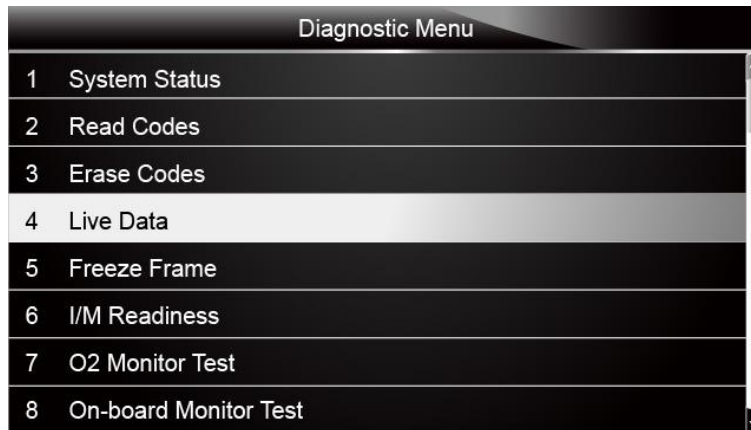 Diagnostic Menu
1 System Status
2 Read Codes
3 Erase Codes
4 Live Data
5 Freeze Frame
6 I/M Readiness
7 O2 Monitor Test
8 On-board Monitor Test